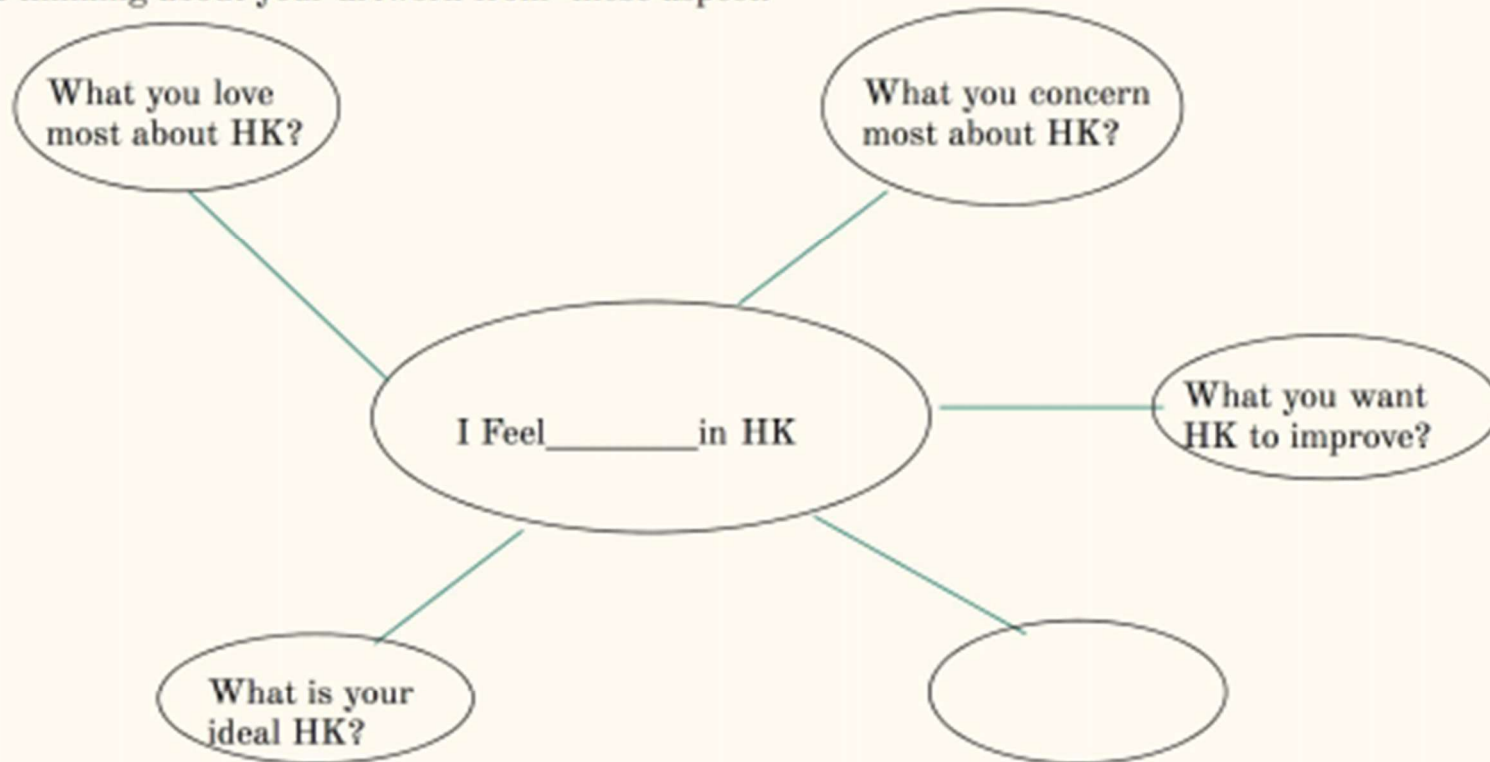 What you love
most about HK?
What you concern
most about HK?
I Feel________in HK
What you want
HK to improve?
What is your
ideal HK?